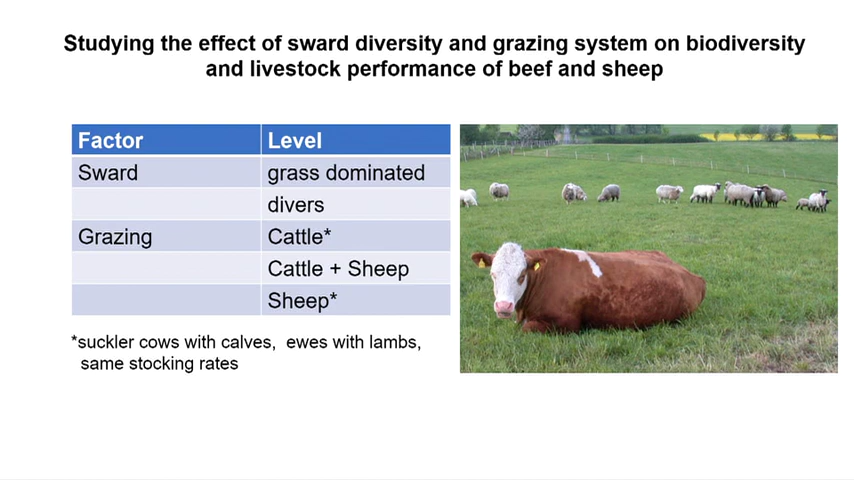 Studying the effect of sward diversity and grazing system on biodiversity
and livestock performance of beef and sheep
Factor Level
Sward grass dominated
divers
Grazing Cattle*
Cattle + Sheep
Sheep*
*suckler cows with calves, ewes with lambs,
same stocking rates